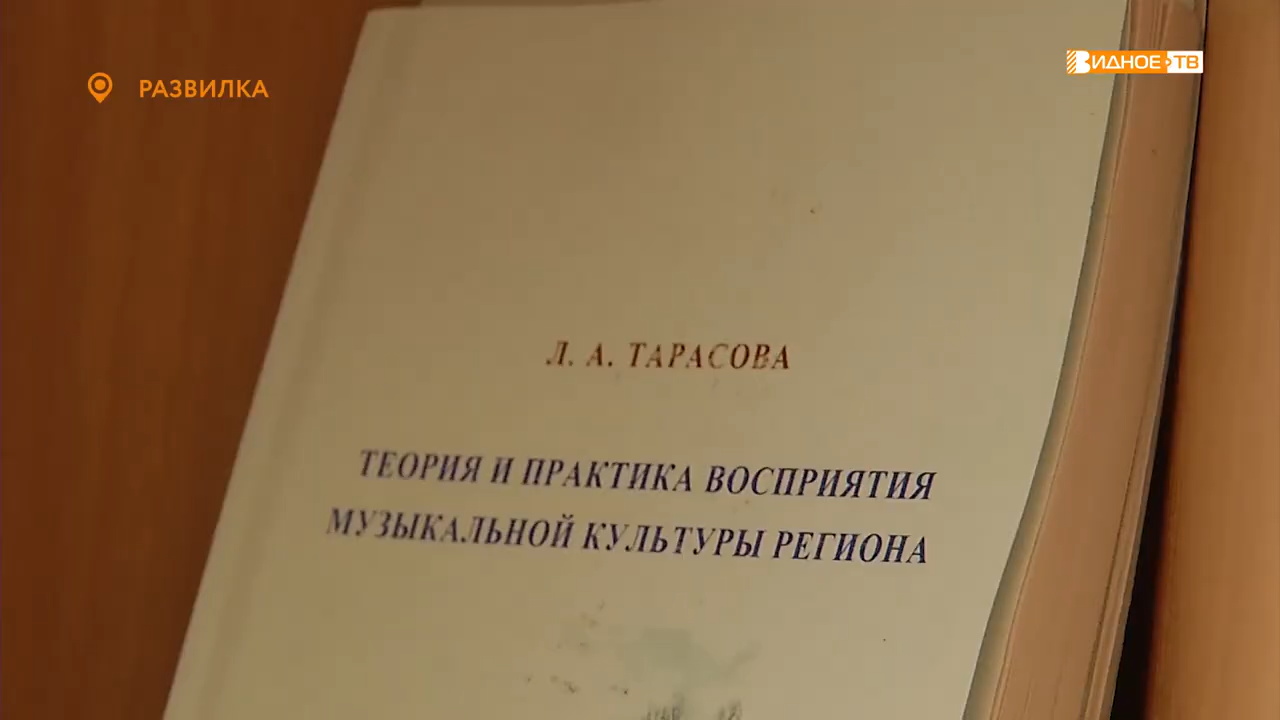 РАЗВИЛКА
ВИДНОЕ ТВ
Л. А. ТАРАСОВА
ТЕОРИЯ И ПРАКТИКА ВОСПРИЯТИЯ
МУЗЫКАЛЬНОЙ КУЛЬТУРЫ РЕГИОНА